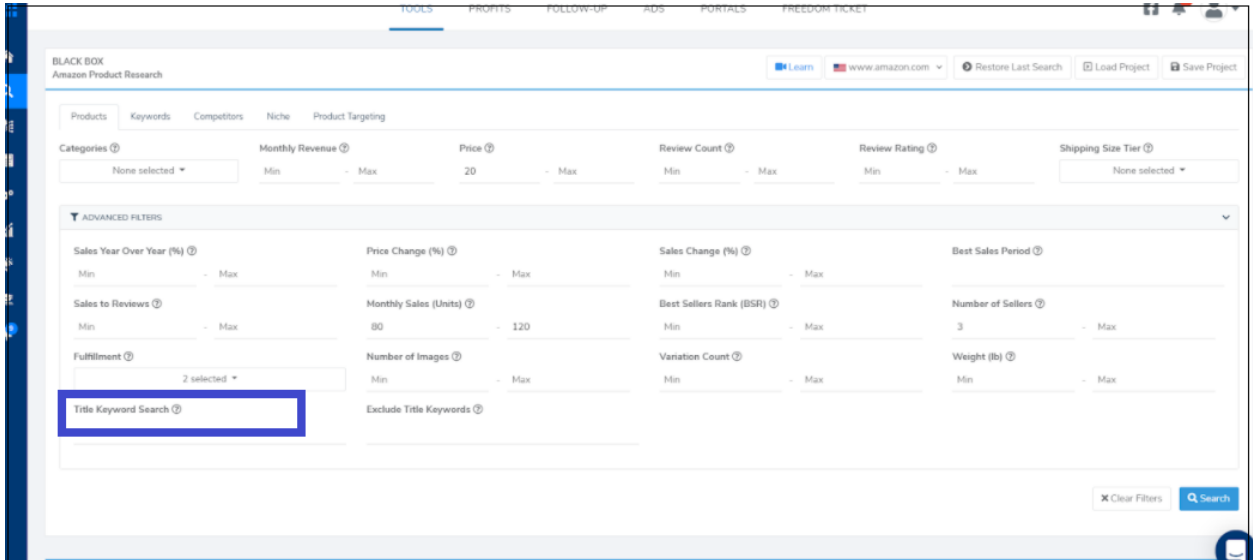 TOOLS PROFITS FOLLOW-UP ADS PORTALS FREEDOM TICKET
BLACK BOX
Amazon Product Research
Learn www.amazon.com Restore Last Search Load Project Save Project
Products Keywords Competitors Niche Product Targeting
Categories Monthly Revenue Price Review Count Review Rating Shipping Size Tier
None selected Min - Max 20 - Max Min - Max Min - Max None selected
ADVANCED FILTERS
Sales Year Over Year (%) Price Change (%) Sales Change (%) Best Sales Period
Min - Max Min - Max Min - Max
Sales to Reviews Monthly Sales (Units) Best Sellers Rank (BSR) Number of Sellers
Min - Max 80 - 120 Min - Max 3 - Max
Fulfillment Number of Images Variation Count Weight (lb)
2 selected Min - Max Min - Max Min - Max
Title Keyword Search Exclude Title Keywords
Clear Filters Search